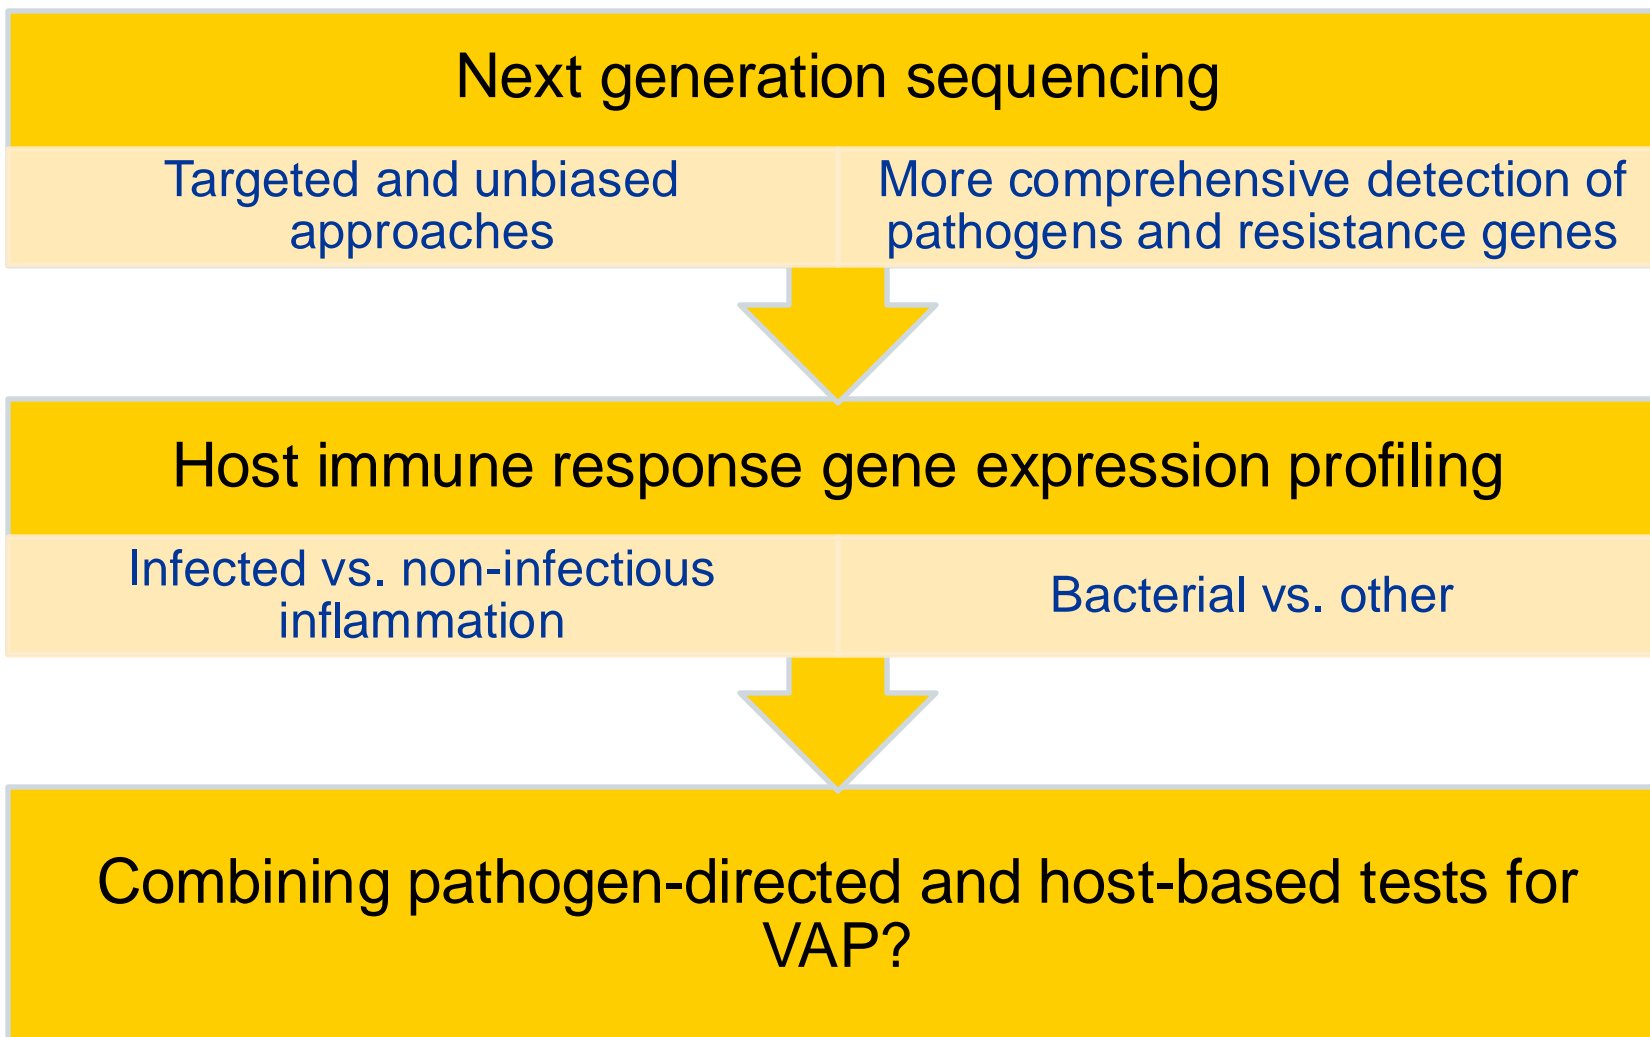 Next generation sequencing
Targeted and unbiased
approaches
More comprehensive detection of
pathogens and resistance genes
Host immune response gene expression profiling
Infected vs. non-infectious
inflammation
Bacterial vs. other
Combining pathogen-directed and host-based tests for
VAP?